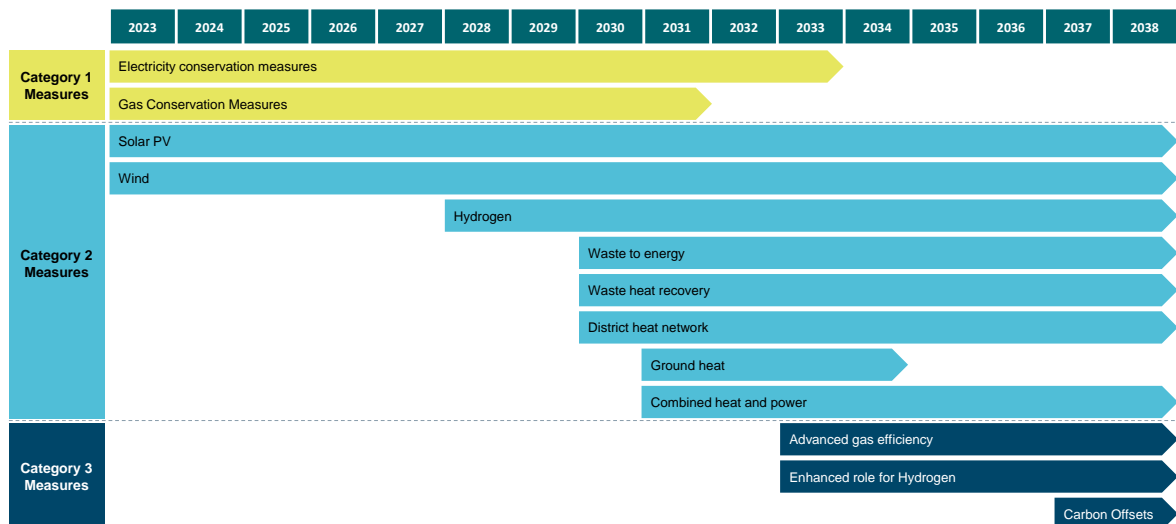 2023 2024 2025 2026 2027 2028 2029 2030 2031 2032 2033 2034 2035 2036 2037 2038
Category 1
Measures
Electricity conservation measures
Gas Conservation Measures
Category 2
Measures
Solar PV
Wind
Hydrogen
Waste to energy
Waste heat recovery
District heat network
Ground heat
Combined heat and power
Category 3
Measures
Advanced gas efficiency
Enhanced role for Hydrogen
Carbon Offsets